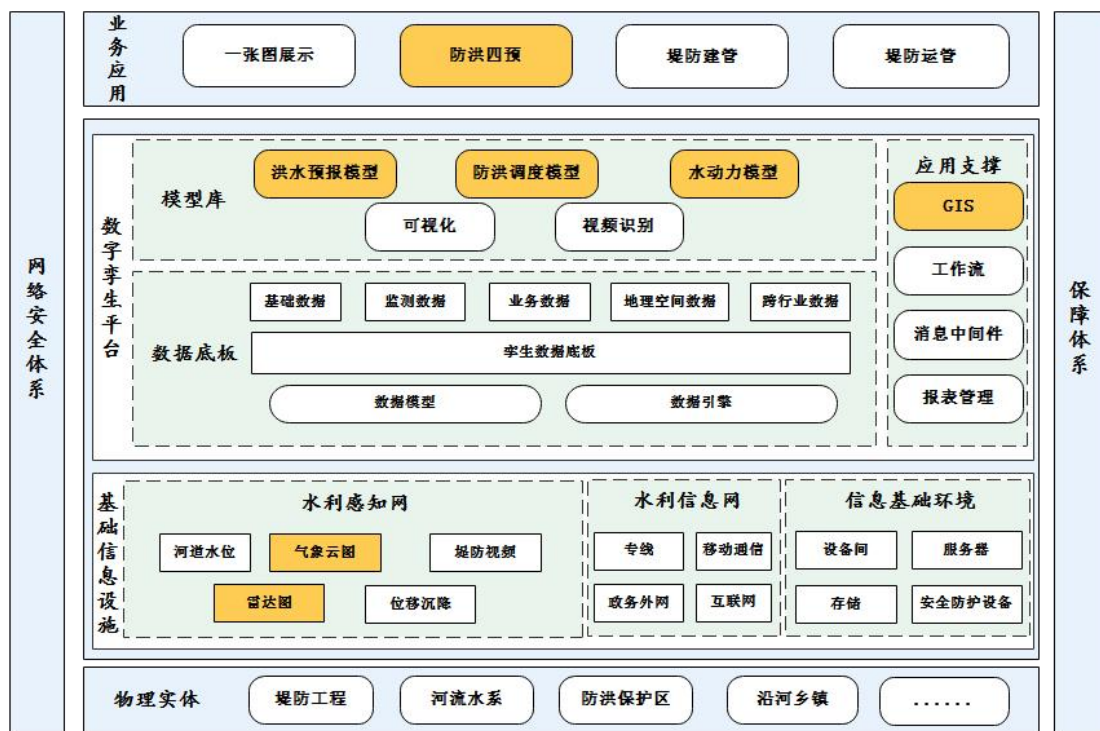 业务应用
一张图展示
防洪四预
堤防建管
堤防运管
网络安全体系
保障体系
数字孪生平台
模型库
洪水预报模型
防洪调度模型
水动力模型
可视化
视频识别
数据底板
基础数据
监测数据
业务数据
地理空间数据
跨行业数据
孪生数据底板
数据模型
数据引擎
应用支撑
GIS
工作流
消息中间件
报表管理
基础信息设施
水利感知网
河道水位
气象云图
堤防视频
雷达图
位移沉降
水利信息网
专线
移动通信
政务外网
互联网
信息基础环境
设备间
服务器
存储
安全防护设备
物理实体
堤防工程
河流水系
防洪保护区
沿河乡镇
......